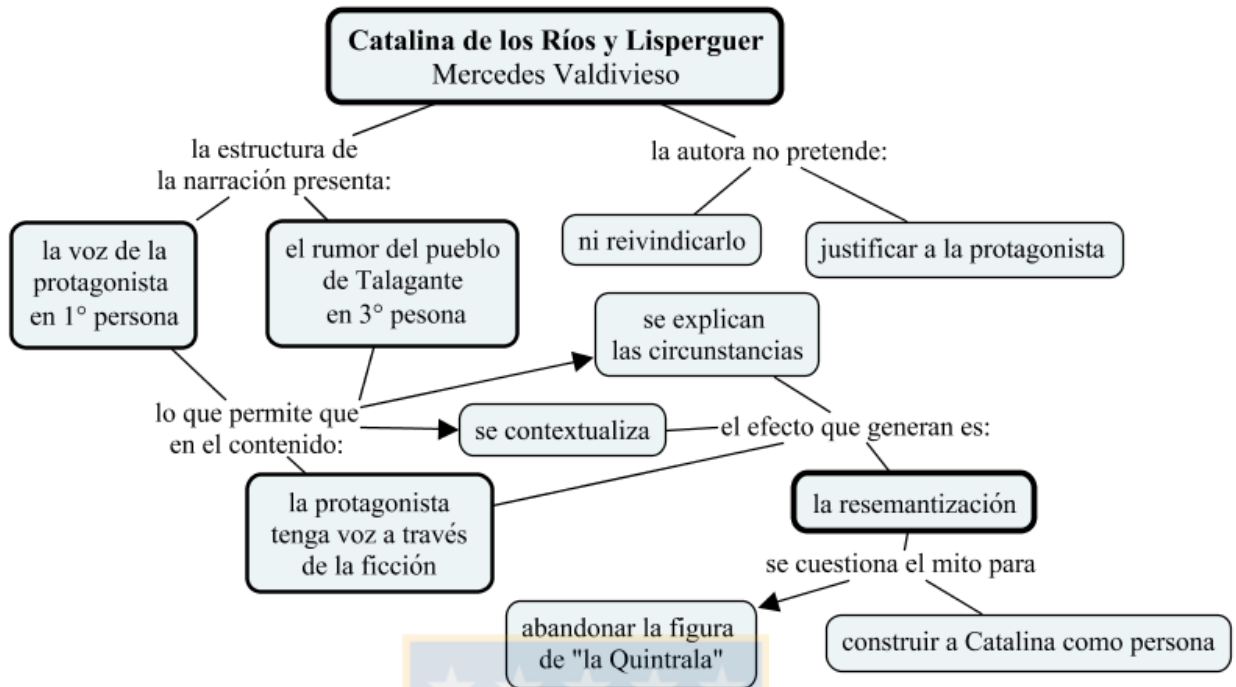 Catalina de los Ríos y Lisperguer
Mercedes Valdivieso
la estructura de
la narración presenta:
la autora no pretende:
la voz de la
protagonista
en 1° persona
el rumor del pueblo
de Talagante
en 3° pesona
ni reivindicarlo
justificar a la protagonista
se explican
las circunstancias
lo que permite que
en el contenido:
se contextualiza
el efecto que generan es:
la protagonista
tenga voz a través
de la ficción
la resemantización
se cuestiona el mito para
abandonar la figura
de "la Quintrala"
construir a Catalina como persona